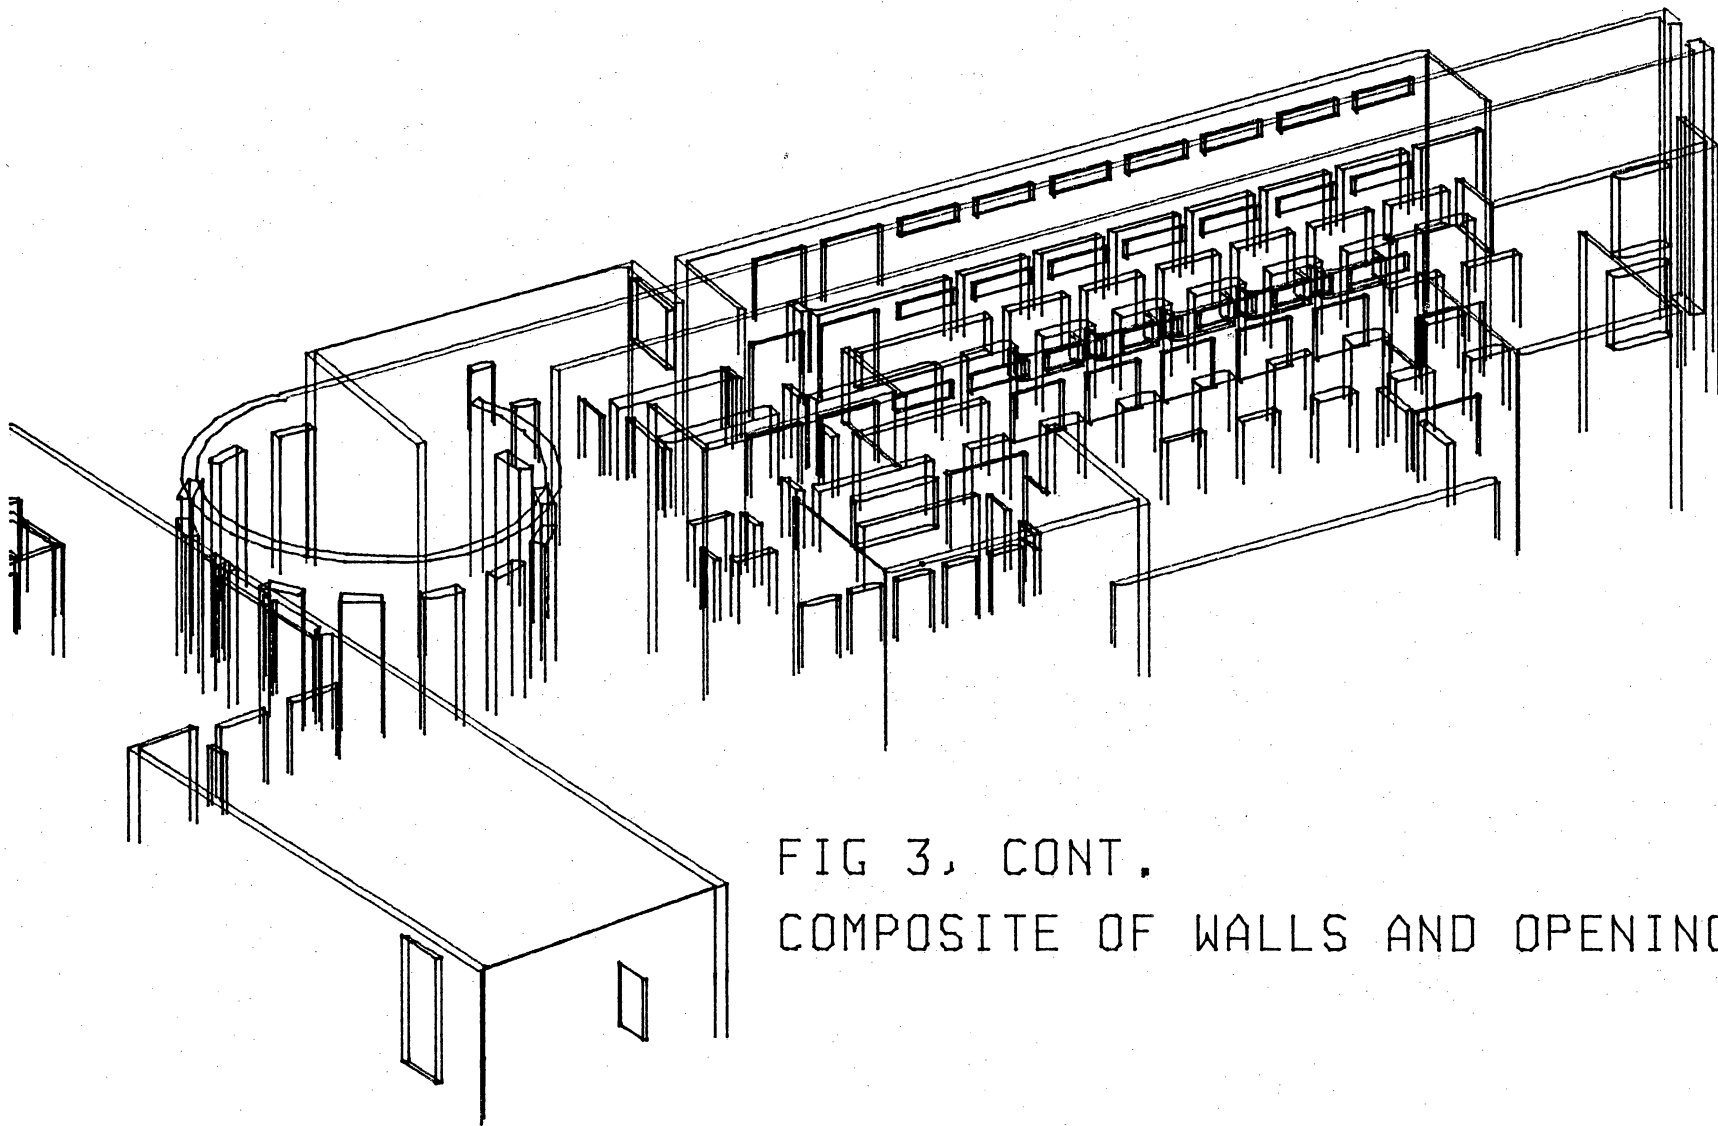 FIG 3, CONT.
COMPOSITE OF WALLS AND